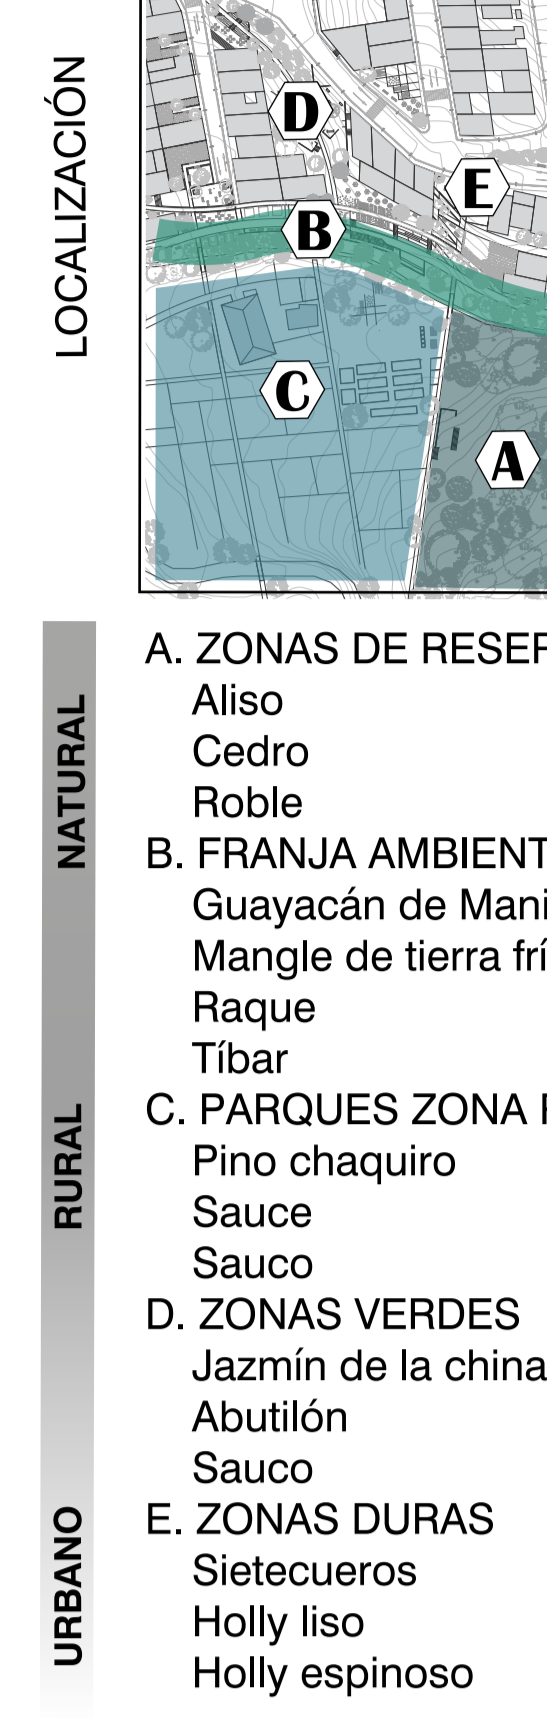 LOCALIZACIÓN
D
E
B
C
A
NATURAL
RURAL
URBANO
A. ZONAS DE RESER
Aliso
Cedro
Roble
B. FRANJA AMBIENT
Guayacán de Mani
Mangle de tierra frí
Raque
Tíbar
C. PARQUES ZONA
Pino chaquiro
Sauce
Sauco
D. ZONAS VERDES
Jazmín de la china
Abutilón
Sauco
E. ZONAS DURAS
Sietecueros
Holly liso
Holly espinoso